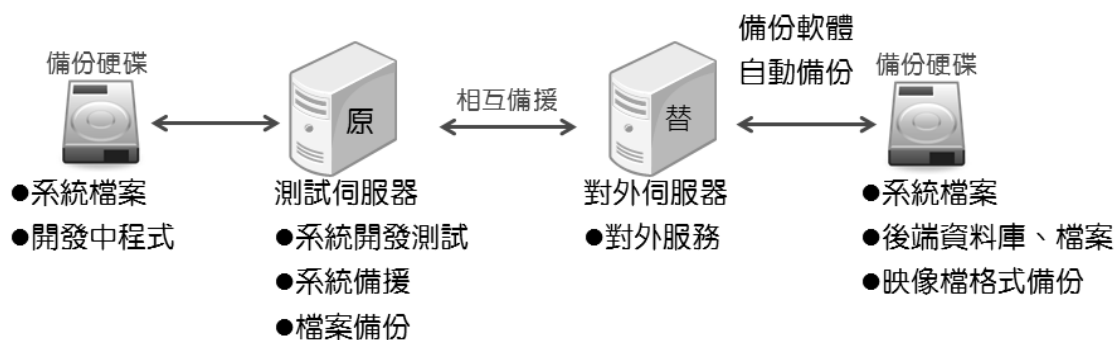 備份硬碟
●系統檔案
●開發中程式
原
測試伺服器
●系統開發測試
●系統備援
●檔案備份
相互備援
替
對外伺服器
●對外服務
備份軟體
自動備份
備份硬碟
●系統檔案
●後端資料庫、檔案
●映像檔格式備份